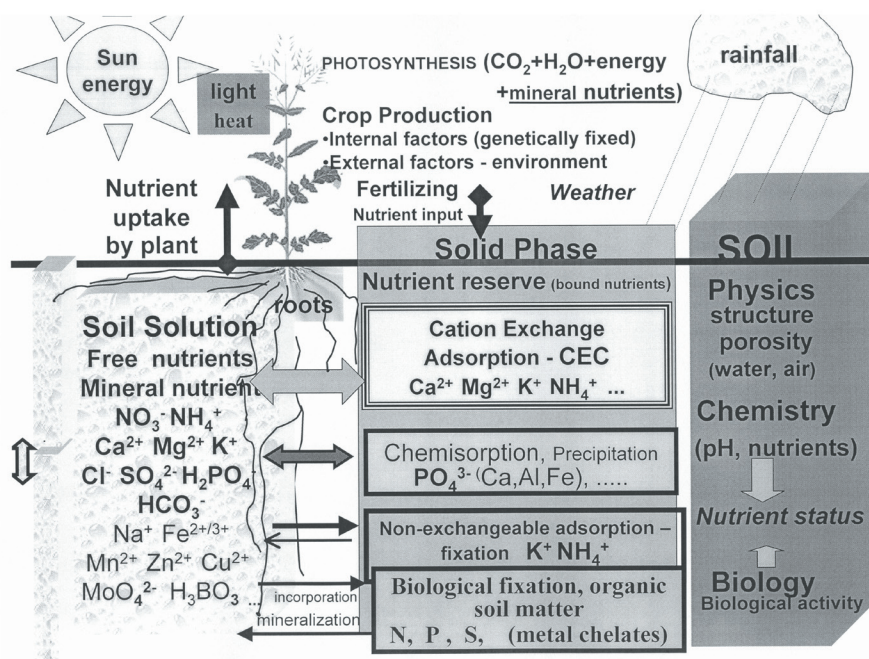 Sun
energy
light
heat
PHOTOSYNTHESIS (CO₂+H₂O+energy
+mineral nutrients)
Crop Production
•Internal factors (genetically fixed)
•External factors - environment
rainfall
Nutrient
uptake
by plant
Fertilizing
Nutrient input
Weather
Solid Phase
Nutrient reserve (bound nutrients)
roots
Soil Solution
Free nutrients
Mineral nutrient
NO₃⁻ NH₄⁺
Ca²⁺ Mg²⁺ K⁺
Cl⁻ SO₄²⁻ H₂PO₄⁻
HCO₃⁻
Na⁺ Fe²⁺/³⁺
Mn²⁺ Zn²⁺ Cu²⁺
MoO₄²⁻ H₃BO₃ ...
Cation Exchange
Adsorption - CEC
Ca²⁺ Mg²⁺ K⁺ NH₄⁺ ...
Chemisorption, Precipitation
PO₄³⁻ (Ca,Al,Fe), .....
Non-exchangeable adsorption –
fixation K⁺ NH₄⁺
incorporation
mineralization
Biological fixation, organic
soil matter
N, P , S, (metal chelates)
SOIL
Physics
structure
porosity
(water, air)
Chemistry
(pH, nutrients)
Nutrient status
Biology
Biological activity